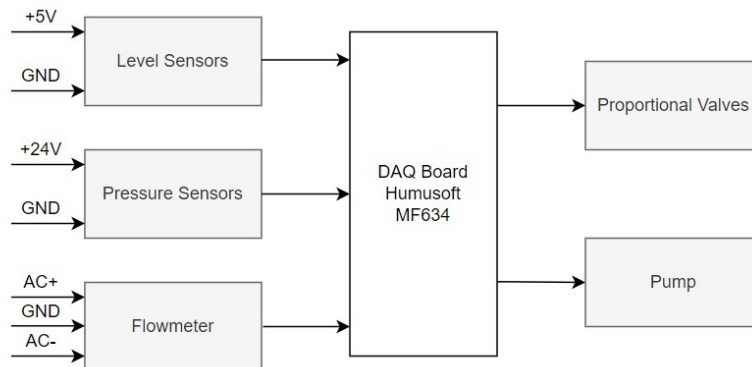 +5V
GND
Level Sensors
+24V
GND
Pressure Sensors
AC+
GND
AC-
Flowmeter
DAQ Board
Humusoft
MF634
Proportional Valves
Pump